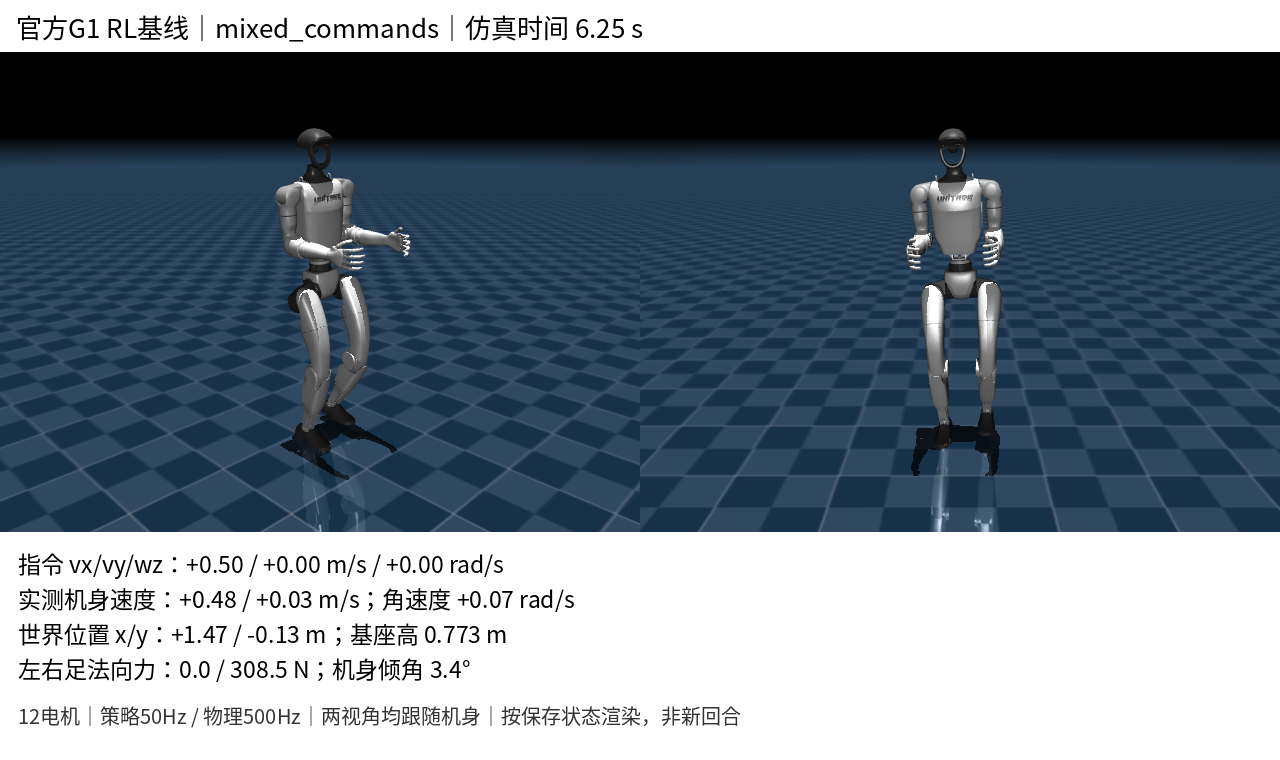 官方G1 RL基线｜mixed_commands｜仿真时间 6.25 s
UNITREE
UNITREE
指令 vx/vy/wz：+0.50 / +0.00 m/s / +0.00 rad/s
实测机身速度：+0.48 / +0.03 m/s；角速度 +0.07 rad/s
世界位置 x/y：+1.47 / -0.13 m；基座高 0.773 m
左右足法向力：0.0 / 308.5 N；机身倾角 3.4°
12电机｜策略50Hz / 物理500Hz｜两视角均跟随机身｜按保存状态渲染，非新回合